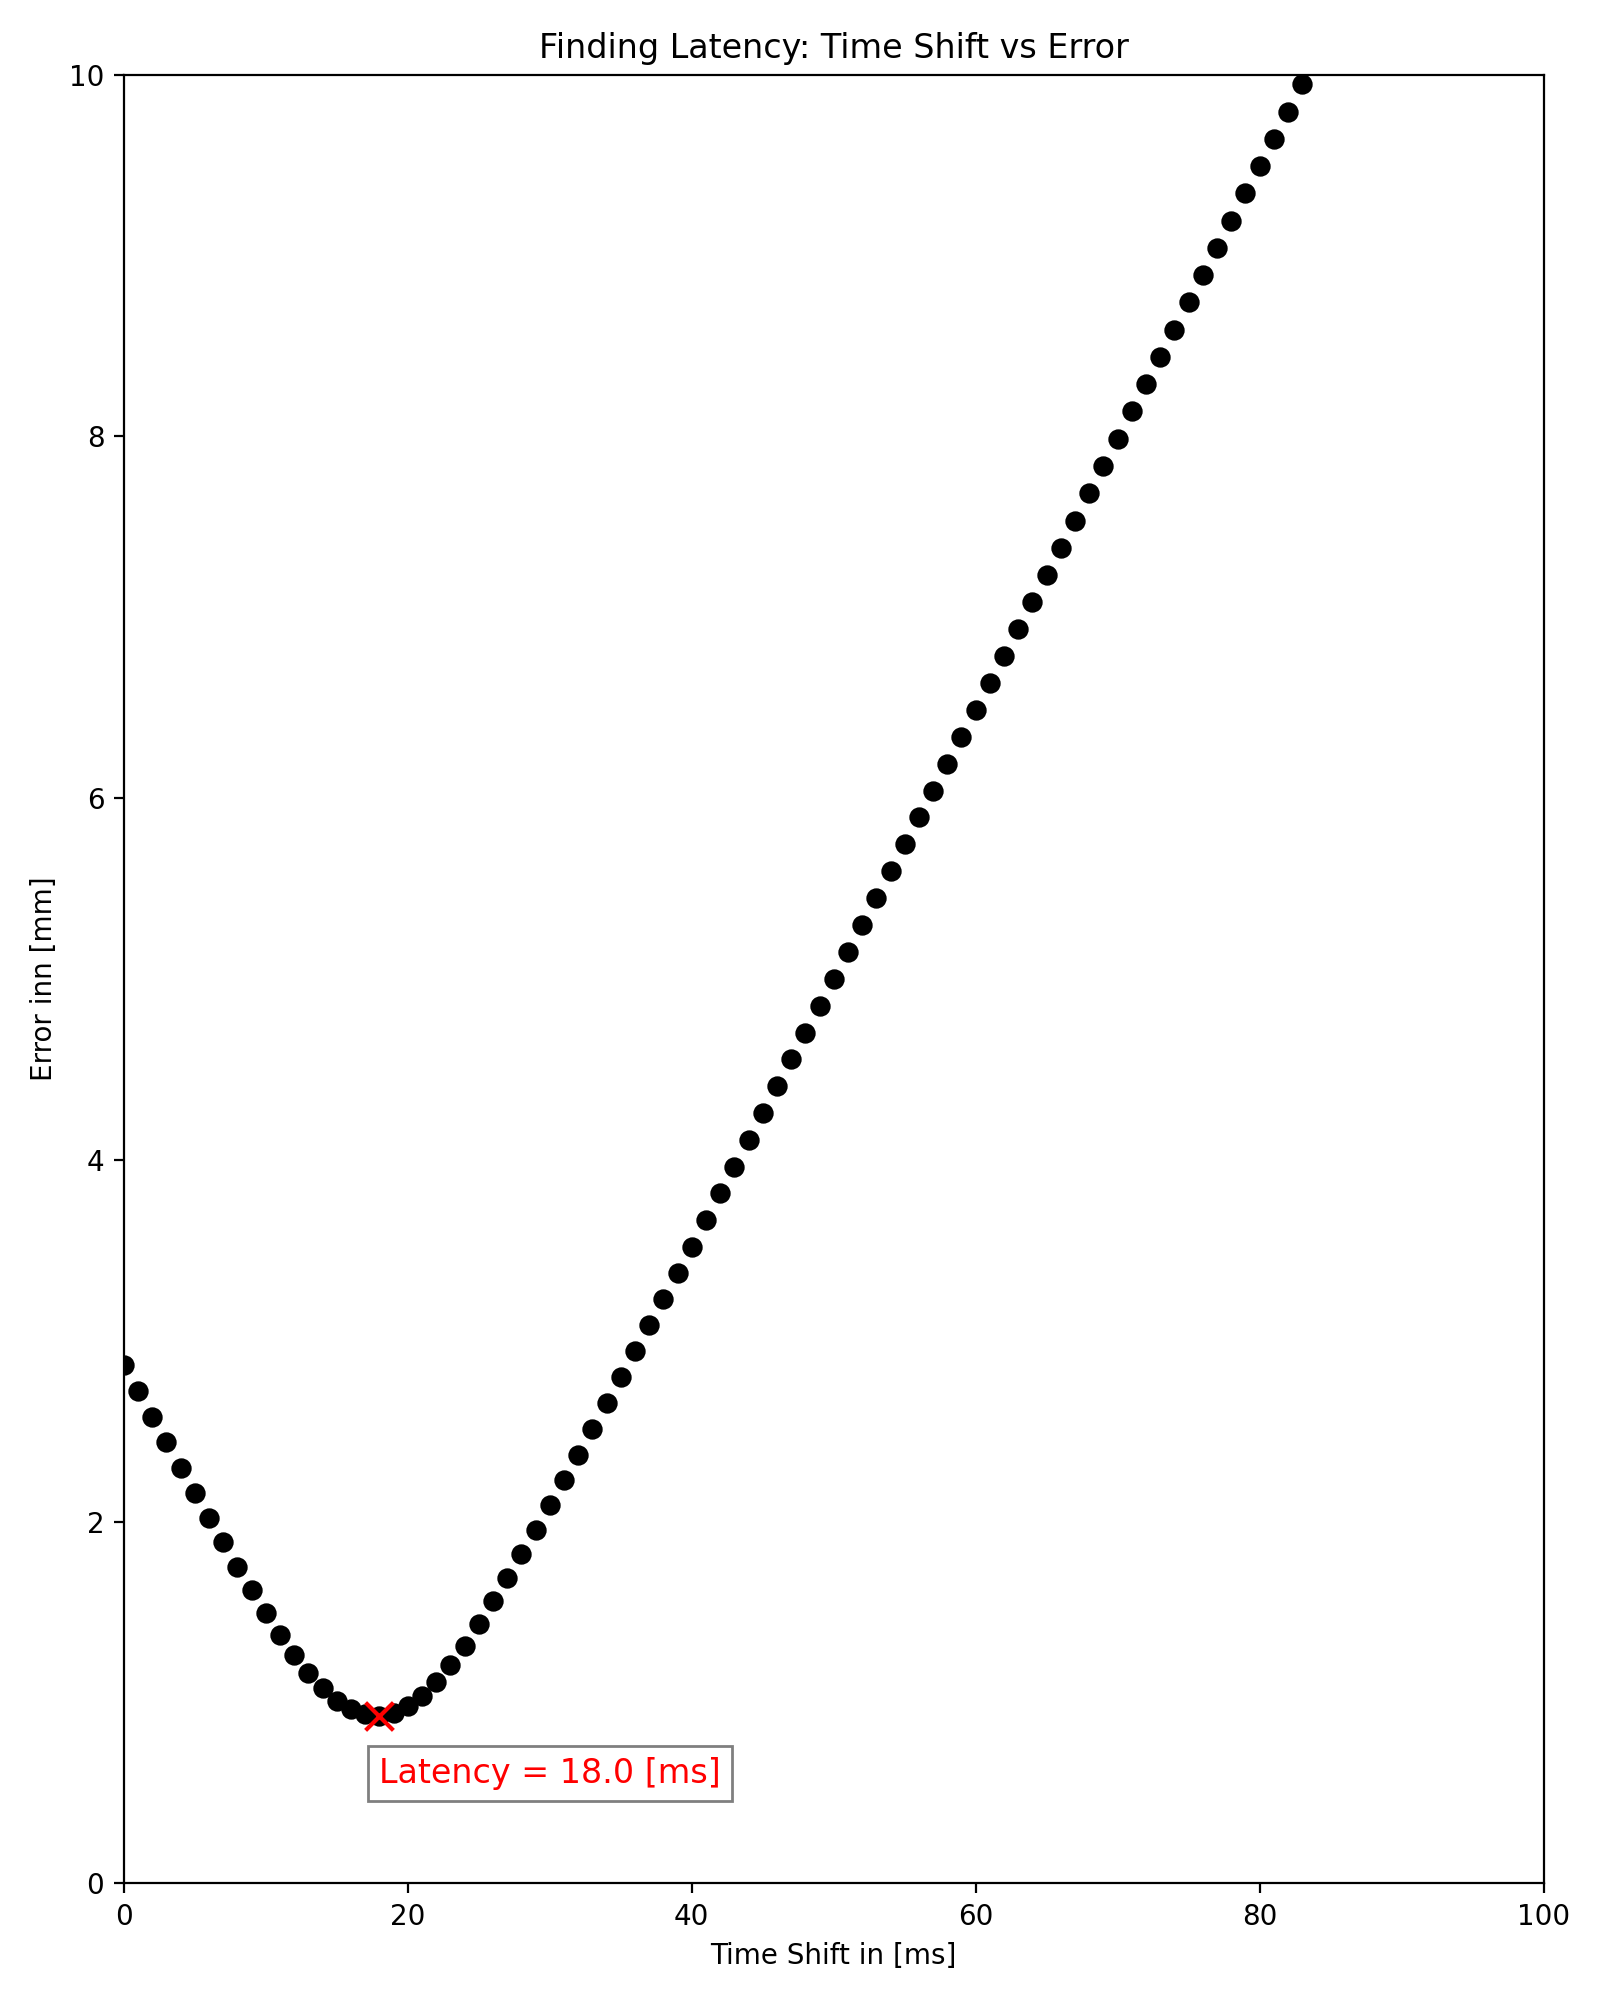 Finding Latency: Time Shift vs Error
10
8
6
4
2
0
Error inn [mm]
Latency = 18.0 [ms]
0 20 40 60 80 100
Time Shift in [ms]